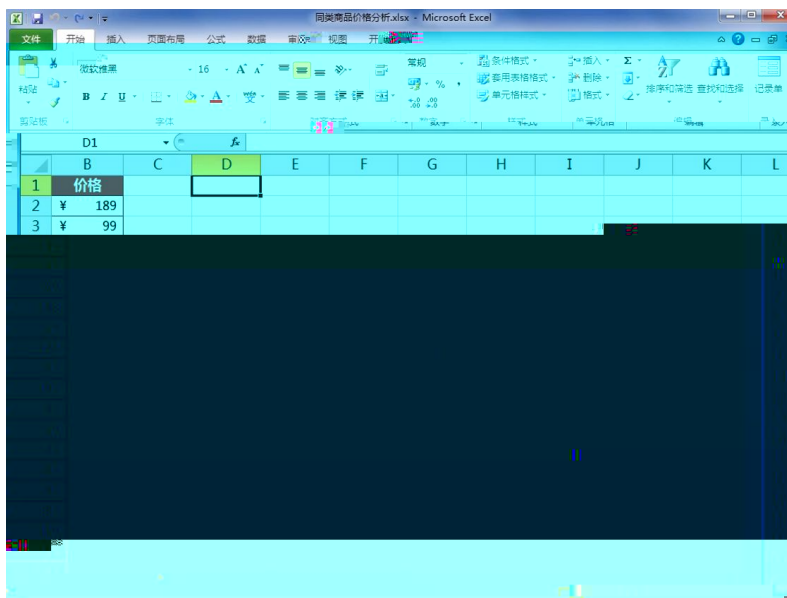 同类商品价格分析.xlsx - Microsoft Excel
文件 开始 插入 页面布局 公式 数据 视图
微软雅黑 16 常规 条件格式 插入 Σ
粘贴 套用表格格式 删除 排序和筛选 查找和选择 记录单
B I U A % 单元格样式 格式
剪贴板 字体
D1 fx
B C D E F G H I J K L
1 价格
2 ¥ 189
3 ¥ 99